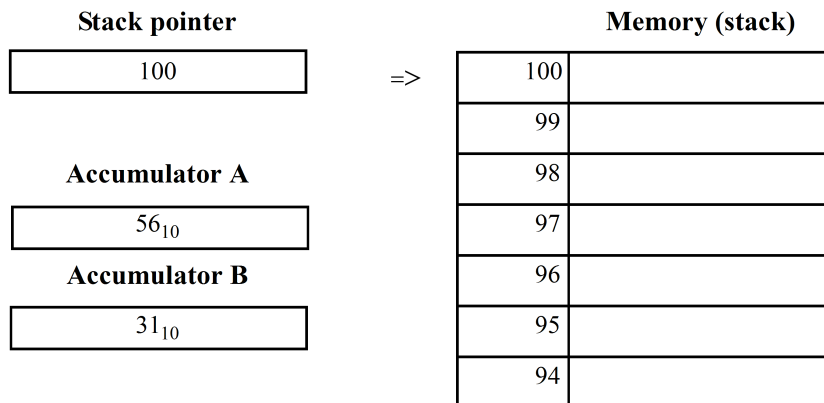 Stack pointer
100
=>
Accumulator A
56₁₀
Accumulator B
31₁₀
Memory (stack)
100
99
98
97
96
95
94